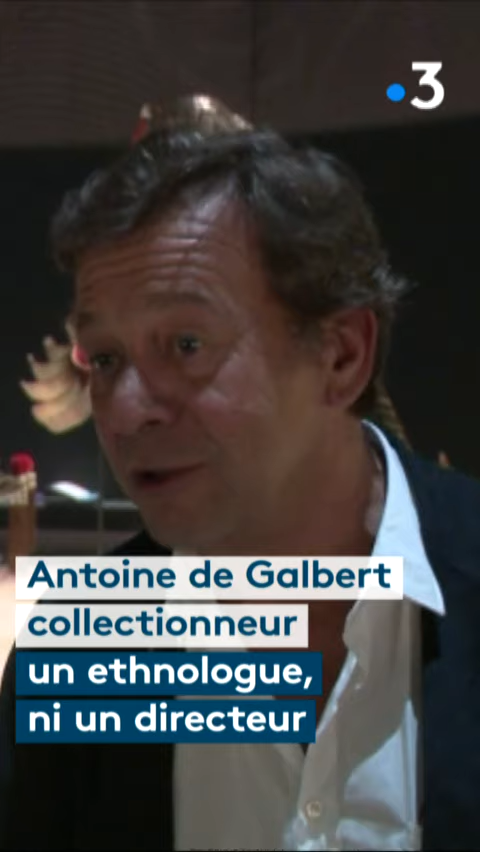 3
Antoine de Galbert
collectionneur
un ethnologue,
ni un directeur